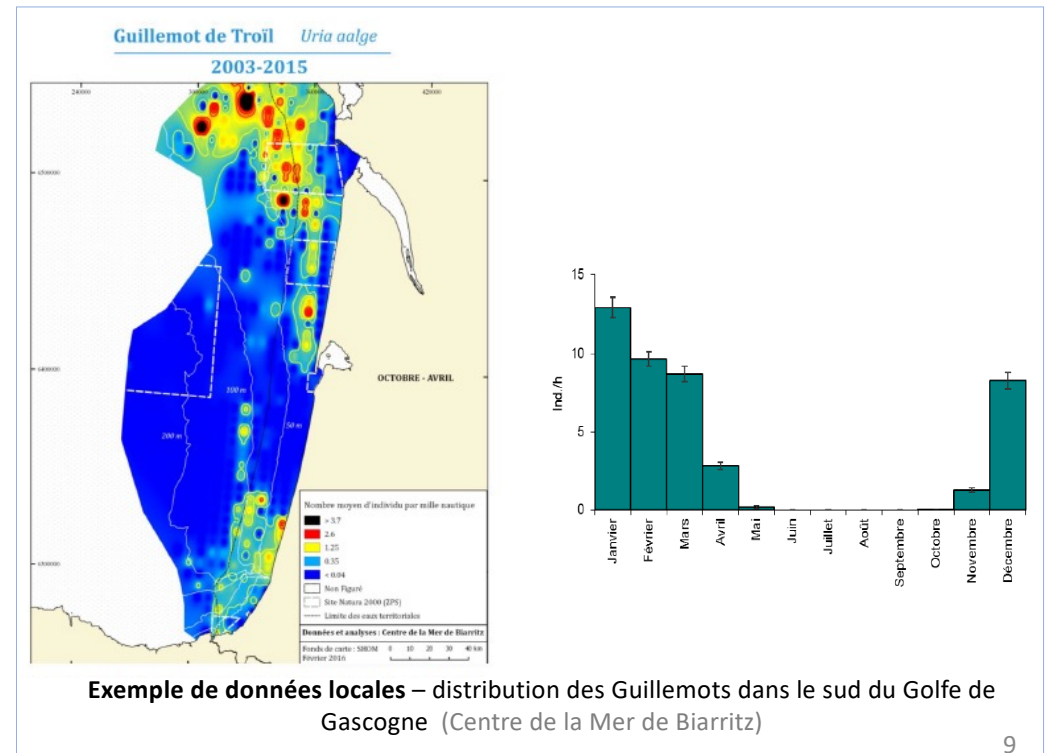 Guillemot de Troïl Uria aalge
2003-2015
OCTOBRE - AVRIL
100 m
200 m
50 m
Nombre moyen d'individu par mille nautique
> 3.7
2.6
1.25
0.35
< 0.04
Non Figuré
Site Natura 2000 (ZPS)
Limite des eaux territoriales
Données et analyses : Centre de la Mer de Biarritz
Fonds de carte : SHOM
Février 2016
0 10 20 30 40 km
Ind./h
15
10
5
0
Janvier
Février
Mars
Avril
Mai
Juin
Juillet
Août
Septembre
Octobre
Novembre
Décembre
Exemple de données locales – distribution des Guillemots dans le sud du Golfe de
Gascogne (Centre de la Mer de Biarritz)
9